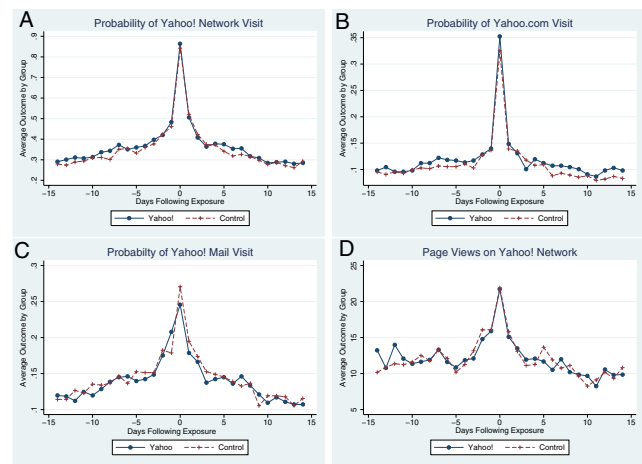 A
Probability of Yahoo! Network Visit
Average Outcome by Group
.9
.8
.7
.6
.5
.4
.3
.2
−15 −10 −5 0 5 10 15
Days Following Exposure
Yahoo! Control
B
Probability of Yahoo.com Visit
Average Outcome by Group
.35
.3
.25
.2
.15
.1
−15 −10 −5 0 5 10 15
Days Following Exposure
Yahoo Control
C
Probabilty of Yahoo! Mail Visit
Average Outcome by Group
.3
.25
.2
.15
.1
−15 −10 −5 0 5 10 15
Days Following Exposure
Yahoo Control
D
Page Views on Yahoo! Network
Average Outcome by Group
25
20
15
10
5
−15 −10 −5 0 5 10 15
Days Following Exposure
Yahoo! Control